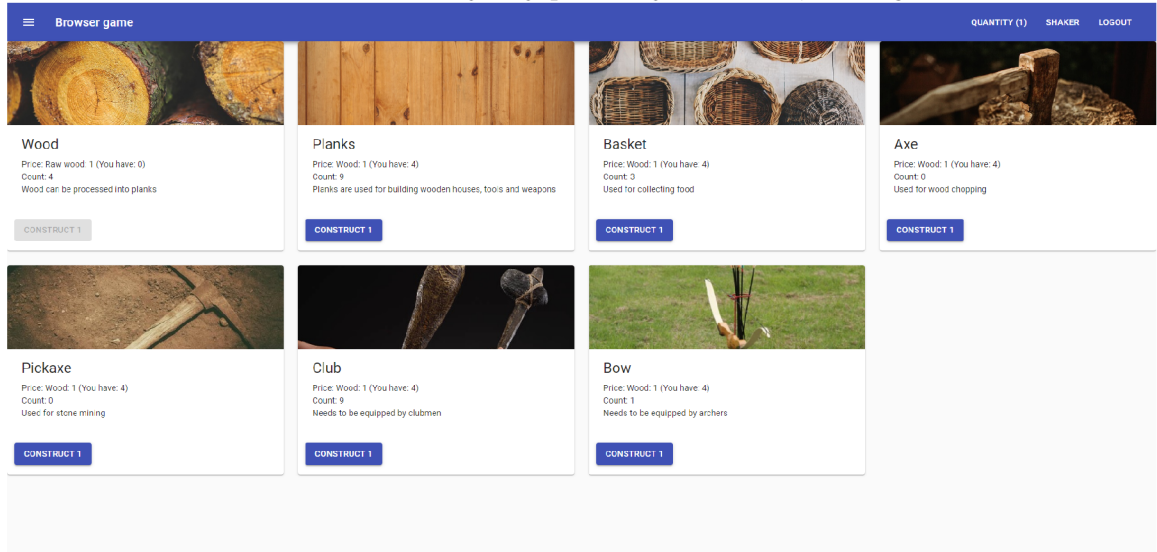 Browser game
QUANTITY (1) SHAKER LOGOUT
Wood
Price: Raw wood: 1 (You have: 0)
Count: 4
Wood can be processed into planks
CONSTRUCT 1
Planks
Price: Wood: 1 (You have: 4)
Count: 9
Planks are used for building wooden houses, tools and weapons
CONSTRUCT 1
Basket
Price: Wood: 1 (You have: 4)
Count: 3
Used for collecting food
CONSTRUCT 1
Axe
Price: Wood: 1 (You have: 4)
Count: 0
Used for wood chopping
CONSTRUCT 1
Pickaxe
Price: Wood: 1 (You have: 4)
Count: 0
Used for stone mining
CONSTRUCT 1
Club
Price: Wood: 1 (You have: 4)
Count: 9
Needs to be equipped by clubmen
CONSTRUCT 1
Bow
Price: Wood: 1 (You have: 4)
Count: 1
Needs to be equipped by archers
CONSTRUCT 1